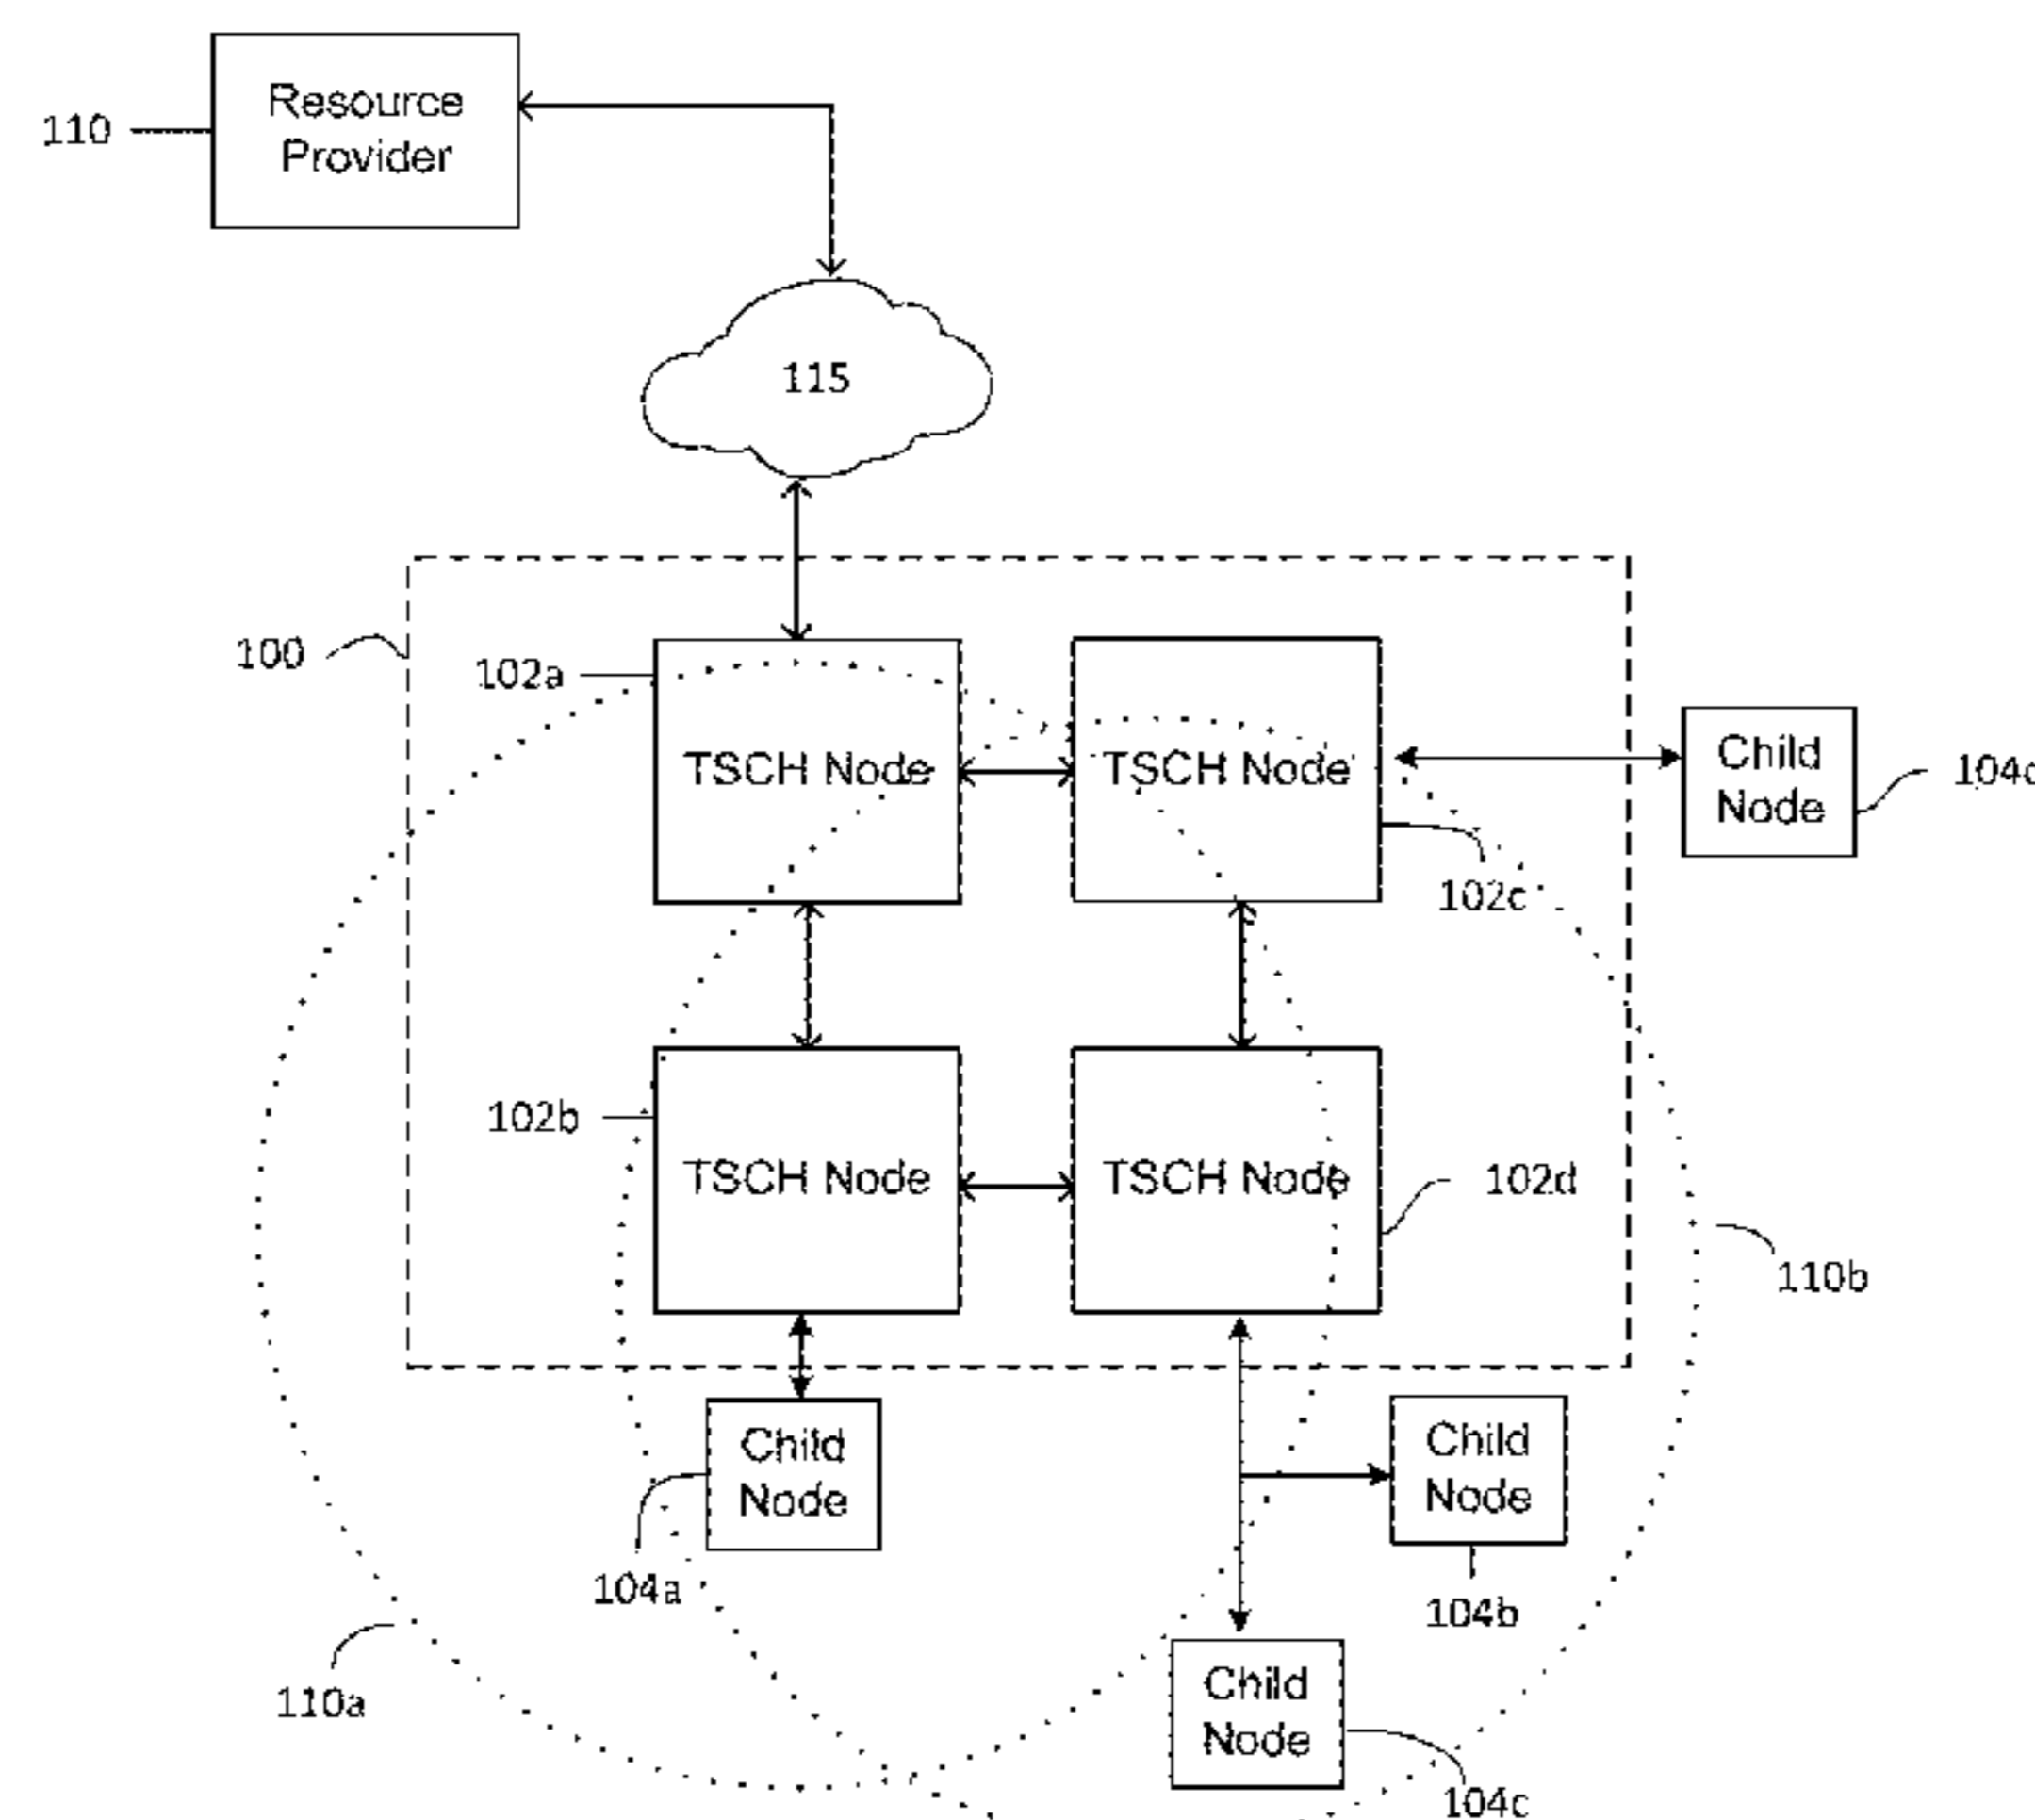 Resource
Provider
110
115
100
102a
TSCH Node
TSCH Node
Child
Node
102c
102b
TSCH Node
TSCH Node
102d
110b
Child
Node
Child
Node
104a
104b
110a
Child
Node
104c